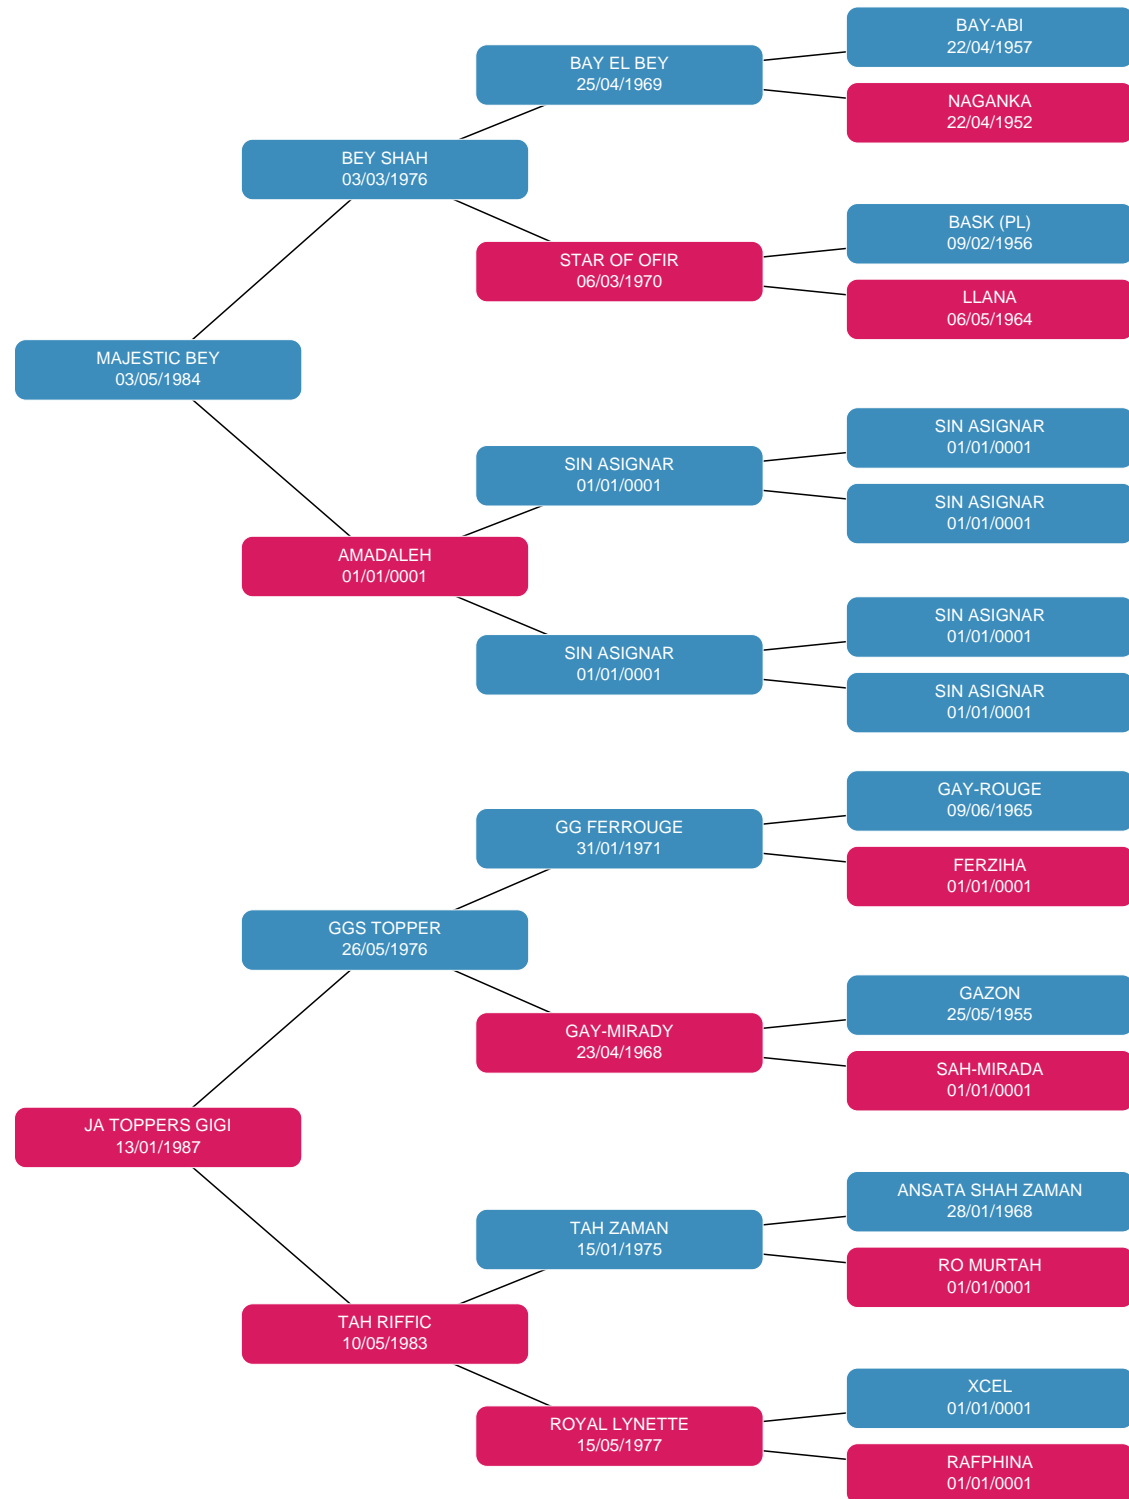 BAY-ABI
22/04/1957
BAY EL BEY
25/04/1969
NAGANKA
22/04/1952
BEY SHAH
03/03/1976
BASK (PL)
09/02/1956
STAR OF OFIR
06/03/1970
LLANA
06/05/1964
MAJESTIC BEY
03/05/1984
SIN ASIGNAR
01/01/0001
SIN ASIGNAR
01/01/0001
SIN ASIGNAR
01/01/0001
AMADALEH
01/01/0001
SIN ASIGNAR
01/01/0001
SIN ASIGNAR
01/01/0001
SIN ASIGNAR
01/01/0001
GAY-ROUGE
09/06/1965
GG FERROUGE
31/01/1971
FERZIHA
01/01/0001
GGS TOPPER
26/05/1976
GAZON
25/05/1955
GAY-MIRADY
23/04/1968
SAH-MIRADA
01/01/0001
JA TOPPERS GIGI
13/01/1987
ANSATA SHAH ZAMAN
28/01/1968
TAH ZAMAN
15/01/1975
RO MURTAH
01/01/0001
TAH RIFFIC
10/05/1983
XCEL
01/01/0001
ROYAL LYNETTE
15/05/1977
RAFPHINA
01/01/0001